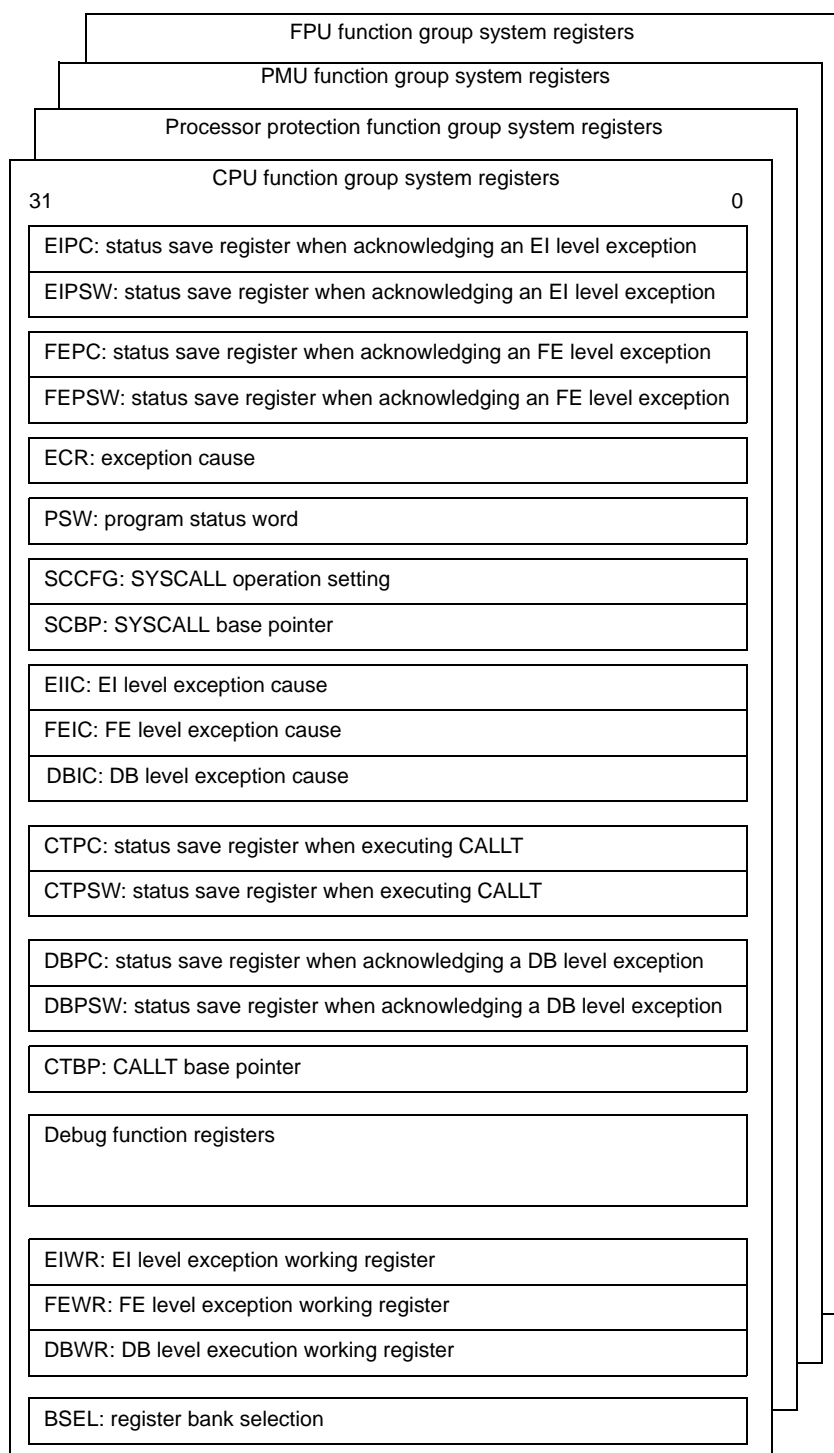 FPU function group system registers
PMU function group system registers
Processor protection function group system registers
CPU function group system registers
31 0
EIPC: status save register when acknowledging an EI level exception
EIPSW: status save register when acknowledging an EI level exception
FEPC: status save register when acknowledging an FE level exception
FEPSW: status save register when acknowledging an FE level exception
ECR: exception cause
PSW: program status word
SCCFG: SYSCALL operation setting
SCBP: SYSCALL base pointer
EIIC: EI level exception cause
FEIC: FE level exception cause
DBIC: DB level exception cause
CTPC: status save register when executing CALLT
CTPSW: status save register when executing CALLT
DBPC: status save register when acknowledging a DB level exception
DBPSW: status save register when acknowledging a DB level exception
CTBP: CALLT base pointer
Debug function registers
EIWR: EI level exception working register
FEWR: FE level exception working register
DBWR: DB level execution working register
BSEL: register bank selection